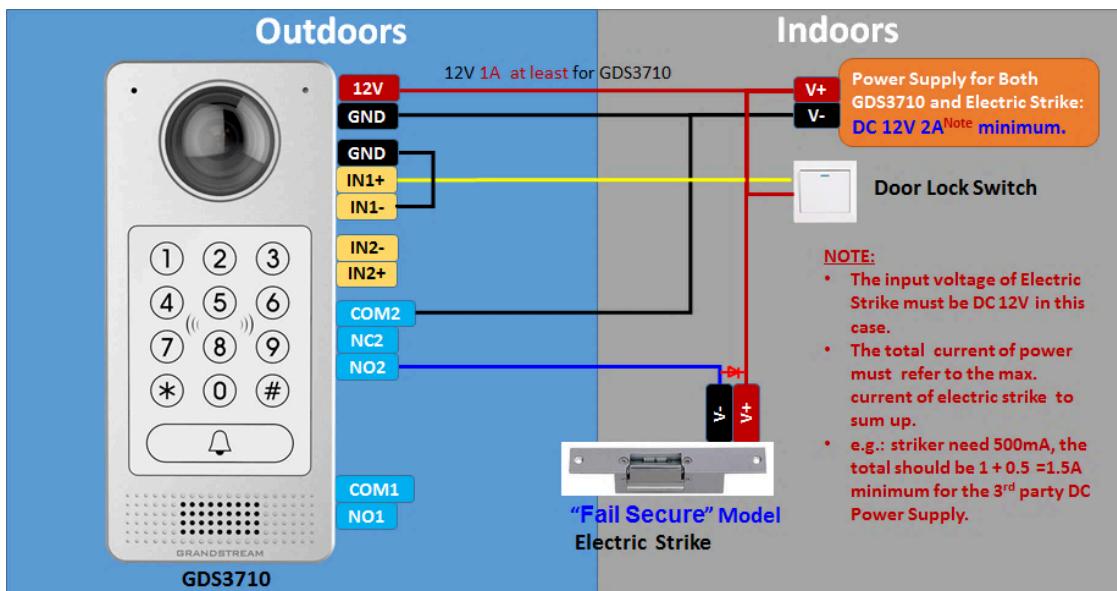 Outdoors
Indoors
12V 1A at least for GDS3710
12V
GND
GND
IN1+
IN1-
IN2-
IN2+
COM2
NC2
NO2
COM1
NO1
V+
V-
Power Supply for Both
GDS3710 and Electric Strike:
DC 12V 2A^Note minimum.
Door Lock Switch
1 2 3
4 5 6
7 8 9
* 0 #
GRANDSTREAM
GDS3710
V-
V+
“Fail Secure” Model
Electric Strike
NOTE:
• The input voltage of Electric
Strike must be DC 12V in this
case.
• The total current of power
must refer to the max.
current of electric strike to
sum up.
• e.g.: striker need 500mA, the
total should be 1 + 0.5 =1.5A
minimum for the 3rd party DC
Power Supply.